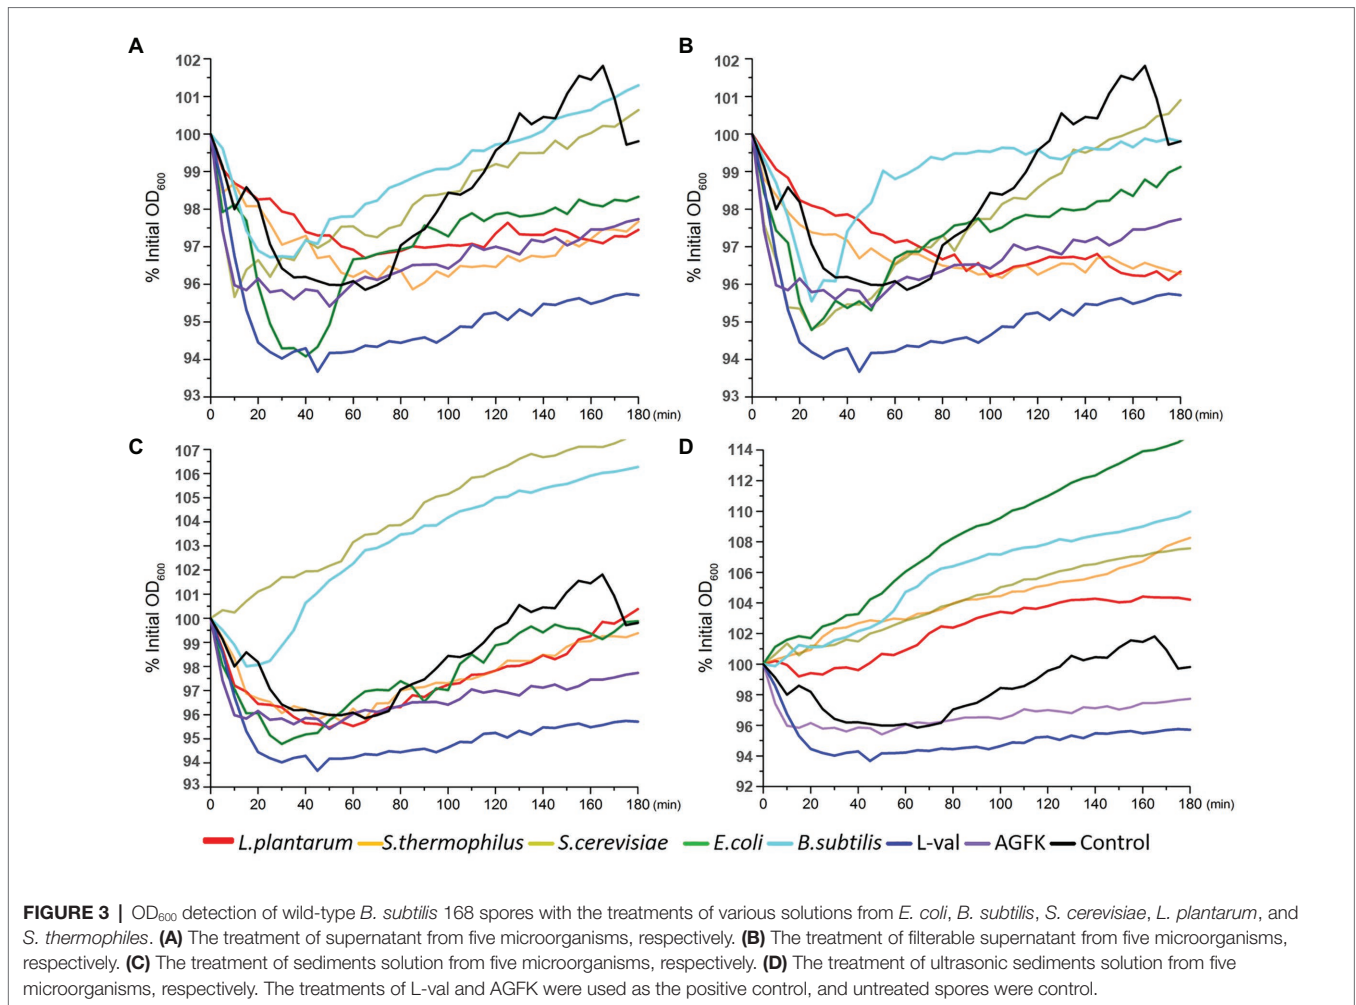 A
% Initial OD600
102
101
100
99
98
97
96
95
94
93
0 20 40 60 80 100 120 140 160 180 (min)
B
% Initial OD600
102
101
100
99
98
97
96
95
94
93
0 20 40 60 80 100 120 140 160 180 (min)
C
% Initial OD600
107
106
105
104
103
102
101
100
99
98
97
96
95
94
93
0 20 40 60 80 100 120 140 160 180 (min)
D
% Initial OD600
114
112
110
108
106
104
102
100
98
96
94
92
0 20 40 60 80 100 120 140 160 180 (min)
L.plantarum S.thermophilus S.cerevisiae E.coli B.subtilis L-val AGFK Control
FIGURE 3 | OD600 detection of wild-type B. subtilis 168 spores with the treatments of various solutions from E. coli, B. subtilis, S. cerevisiae, L. plantarum, and
S. thermophiles. (A) The treatment of supernatant from five microorganisms, respectively. (B) The treatment of filterable supernatant from five microorganisms,
respectively. (C) The treatment of sediments solution from five microorganisms, respectively. (D) The treatment of ultrasonic sediments solution from five
microorganisms, respectively. The treatments of L-val and AGFK were used as the positive control, and untreated spores were control.